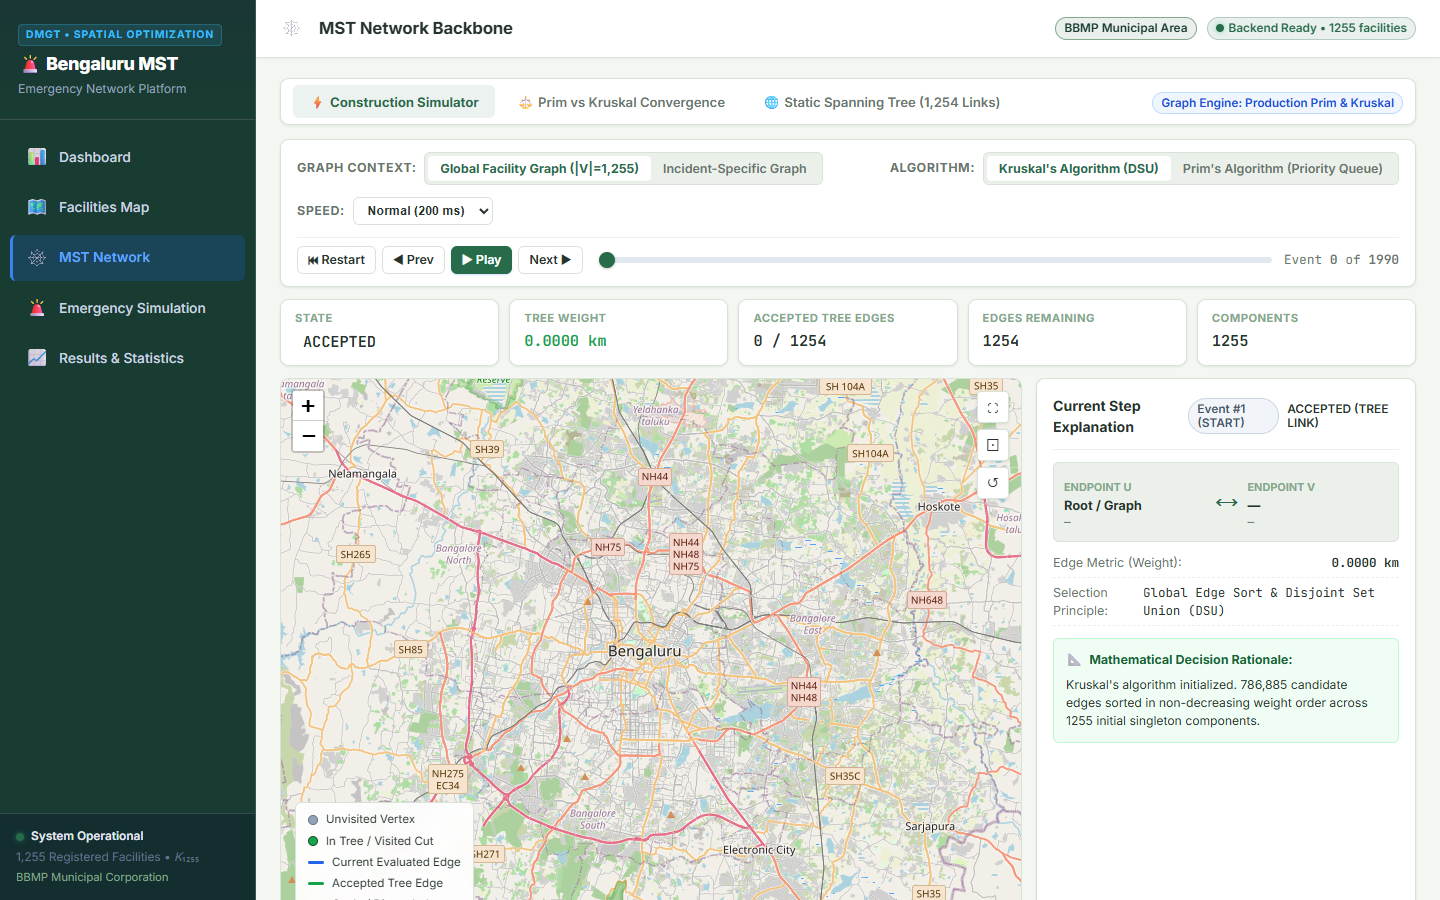 DMGT • SPATIAL OPTIMIZATION
Bengaluru MST
Emergency Network Platform
Dashboard
Facilities Map
MST Network
Emergency Simulation
Results & Statistics
System Operational
1,255 Registered Facilities • K₁₂₅₅
BBMP Municipal Corporation
MST Network Backbone
BBMP Municipal Area
Backend Ready • 1255 facilities
Construction Simulator
Prim vs Kruskal Convergence
Static Spanning Tree (1,254 Links)
Graph Engine: Production Prim & Kruskal
GRAPH CONTEXT:
Global Facility Graph (|V|=1,255)
Incident-Specific Graph
ALGORITHM:
Kruskal's Algorithm (DSU)
Prim's Algorithm (Priority Queue)
SPEED:
Normal (200 ms)
⏮ Restart
◀ Prev
▶ Play
Next ▶
Event 0 of 1990
STATE
ACCEPTED
TREE WEIGHT
0.0000 km
ACCEPTED TREE EDGES
0 / 1254
EDGES REMAINING
1254
COMPONENTS
1255
+
−
amangala
taluku
Reserve
SH 104A
SH35
Yelahanka
taluku
SH39
SH104A
NH44
Nelamangala
Hoskote
Hosal
talu
SH265
Bangalore
North
NH75
NH44
NH48
NH75
NH648
Bangalore
East
SH85
Bengaluru
NH44
NH48
NH275
EC34
SH35C
Bangalore
South
Sarjapura
SH271
Electronic City
SH35
Unvisited Vertex
In Tree / Visited Cut
Current Evaluated Edge
Accepted Tree Edge
Current Step
Explanation
Event #1
(START)
ACCEPTED (TREE
LINK)
ENDPOINT U
Root / Graph
—
↔
ENDPOINT V
—
—
Edge Metric (Weight):
0.0000 km
Selection
Principle:
Global Edge Sort & Disjoint Set
Union (DSU)
Mathematical Decision Rationale:
Kruskal's algorithm initialized. 786,885 candidate
edges sorted in non-decreasing weight order across
1255 initial singleton components.